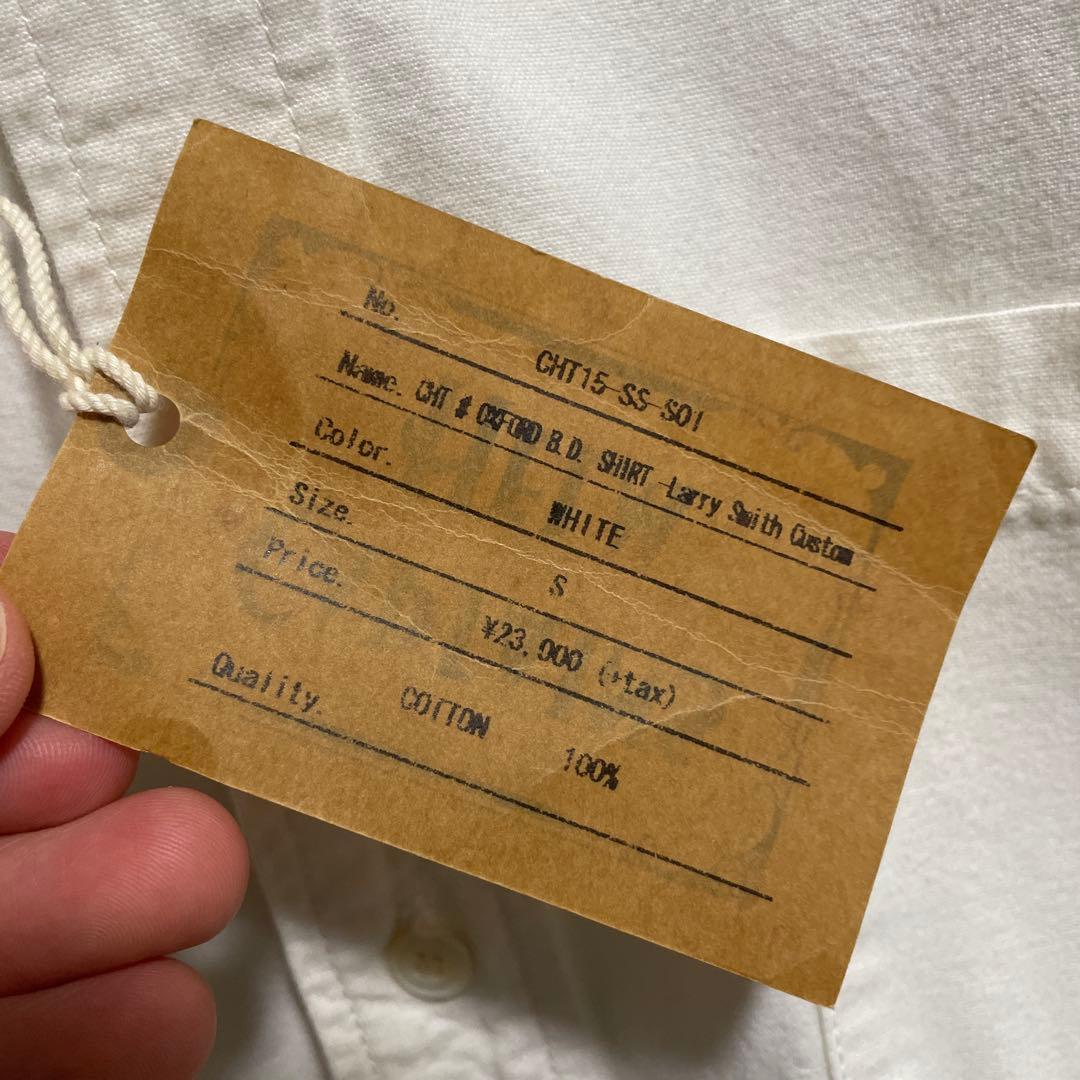 No. CHT15-SS-S01
Name. CHT # OXFORD B.D. SHIRT -Larry Smith Custom
Color. WHITE
Size. S
Price. ¥23,000 (+tax)
Quality. COTTON 100%